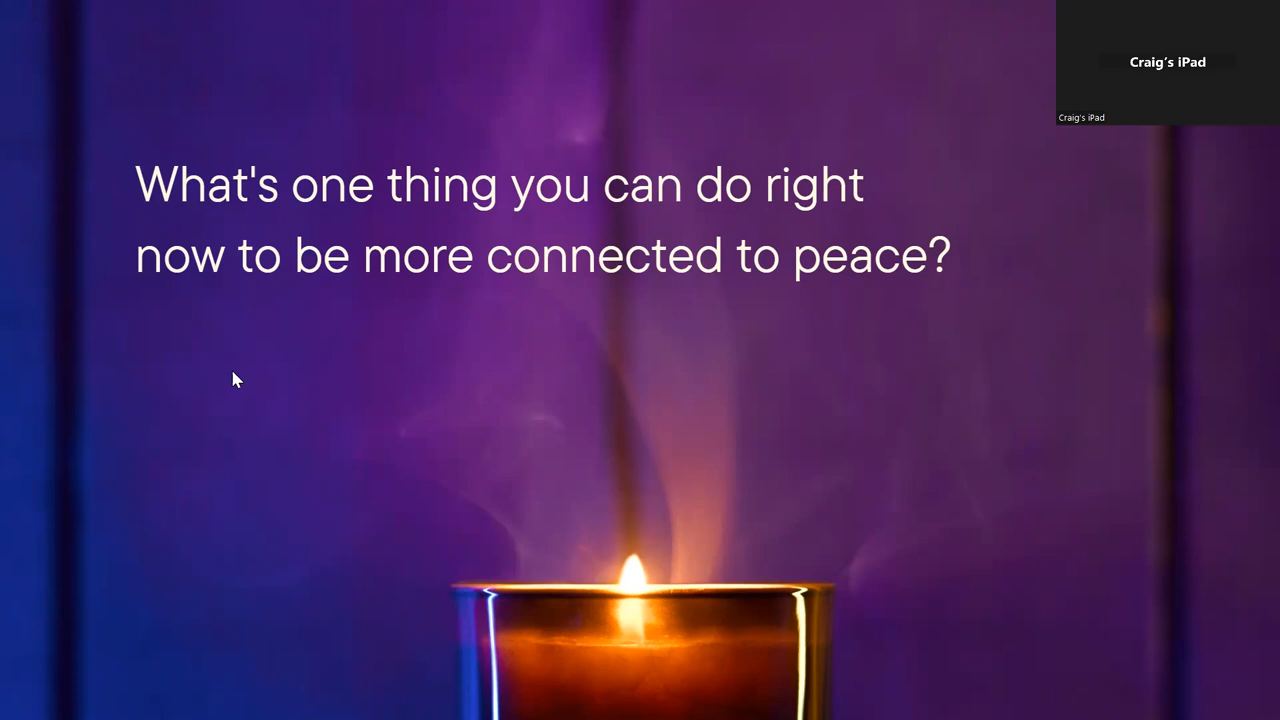 Craig's iPad
Craig's iPad
What's one thing you can do right
now to be more connected to peace?